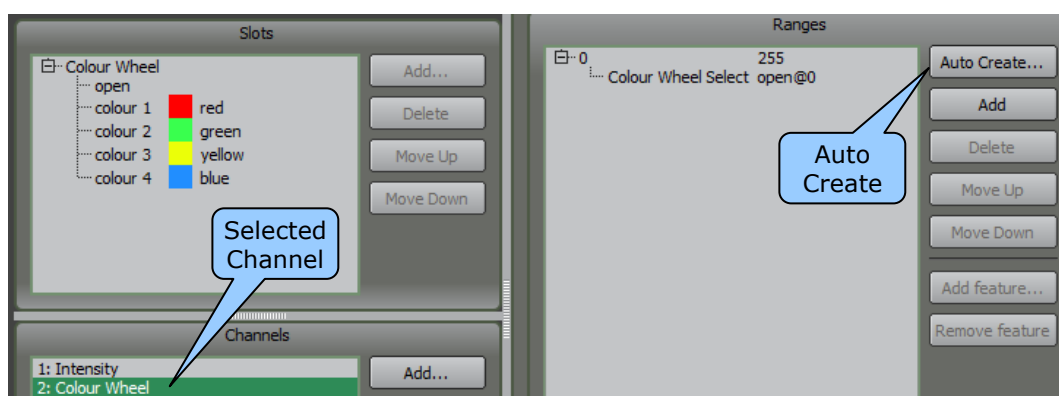 Slots
Colour Wheel
open
colour 1 red
colour 2 green
colour 3 yellow
colour 4 blue
Add...
Delete
Move Up
Move Down
Selected
Channel
Channels
1: Intensity
2: Colour Wheel
Add...
Ranges
0 255
Colour Wheel Select open@0
Auto Create...
Add
Delete
Move Up
Move Down
Add feature...
Remove feature
Auto
Create